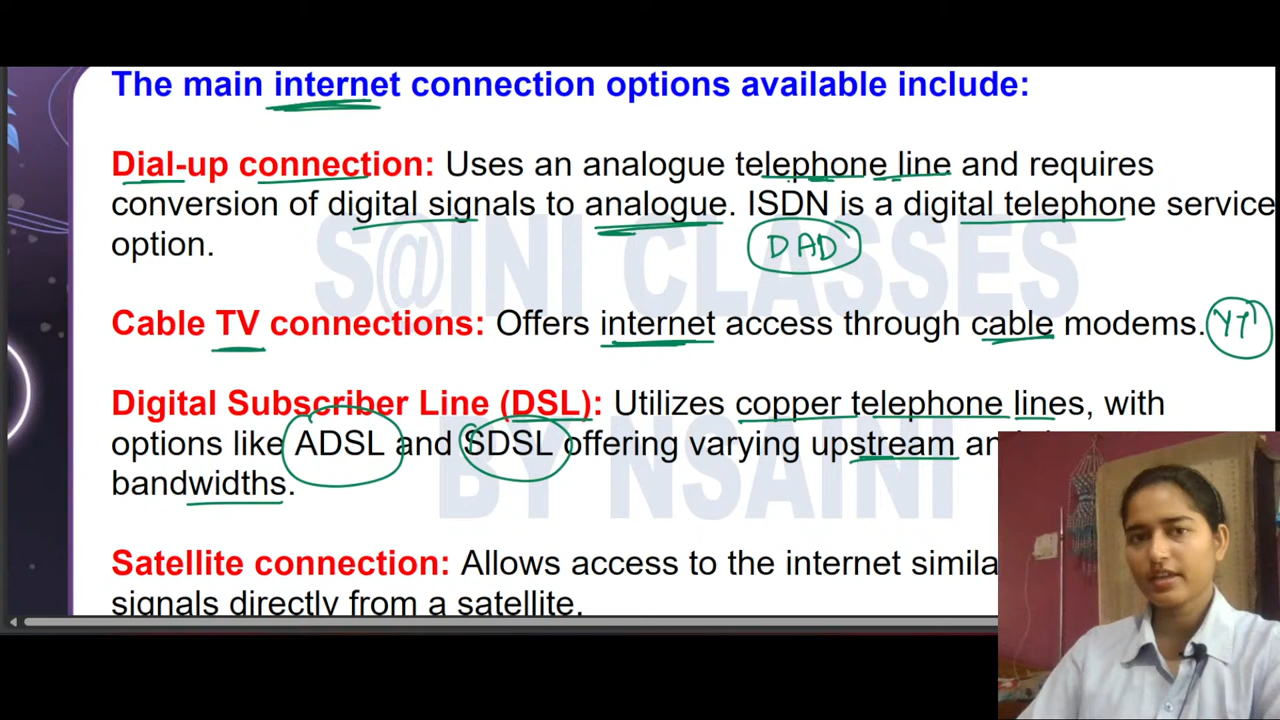 The main internet connection options available include:
Dial-up connection: Uses an analogue telephone line and requires
conversion of digital signals to analogue. ISDN is a digital telephone service
option.
DAD
Cable TV connections: Offers internet access through cable modems.
YT
Digital Subscriber Line (DSL): Utilizes copper telephone lines, with
options like ADSL and SDSL offering varying upstream
bandwidths.
Satellite connection: Allows access to the internet
signals directly from a satellite.
S@INI CLASSES
BY NSAINI